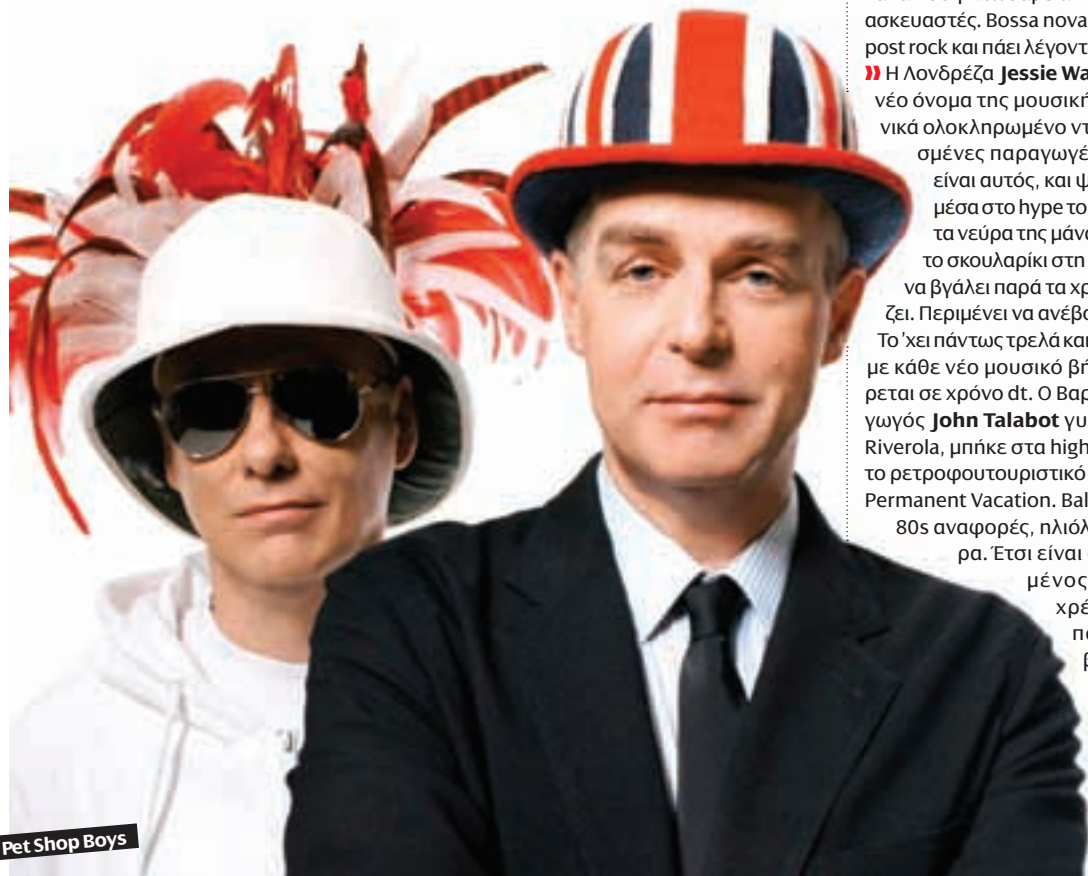 ασκευαστές. Bossa nova
post rock και πάει λέγοντ
》Η Λονδρέζα Jessie Wa
νέο όνομα της μουσική
νικά ολοκληρωμένο ντ
σμένες παραγωγέ
είναι αυτός, και ψ
μέσα στο hype το
τα νεύρα της μάνα
το σκουλαρίκι στη
να βγάλει παρά τα χρ
ζει. Περιμένει να ανέβα
Το 'χει πάντως τρελά και
με κάθε νέο μουσικό βή
ρεται σε χρόνο dt. Ο Βαρ
γωγός John Talabot γυ
Riverola, μπήκε στα high
το ρετροφουτουριστικό
Permanent Vacation. Bal
80s αναφορές, ηλιόλ
ρα. Έτσι είναι
μένος
χρέ
Pet Shop Boys